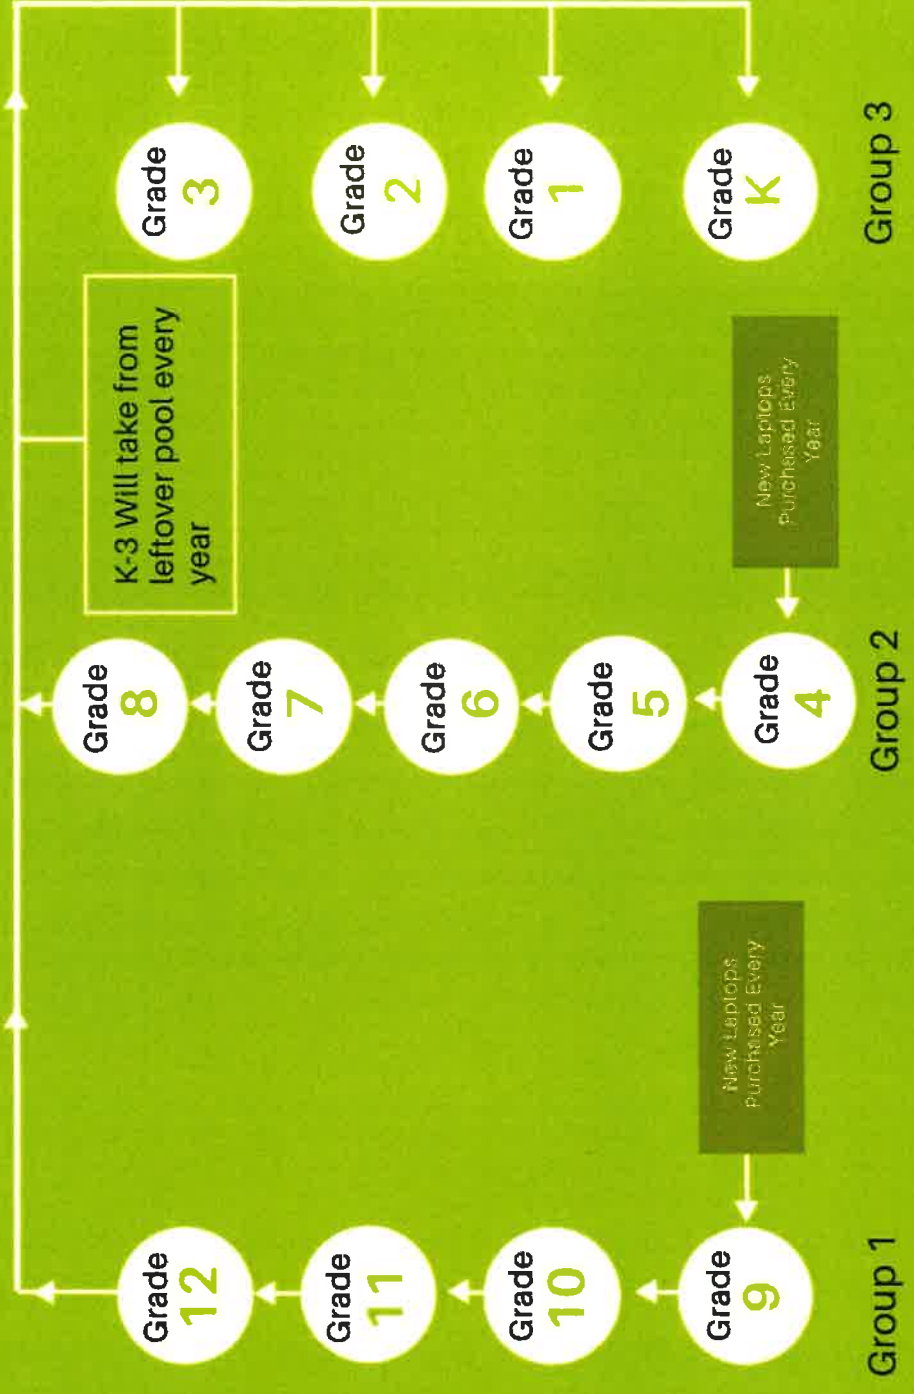 Grade
12
Grade
11
Grade
10
Grade
9
Group 1
New Laptops
Purchased Every
Year
Grade
8
Grade
7
Grade
6
Grade
5
Grade
4
Group 2
New Laptops
Purchased Every
Year
K-3 Will take from
leftover pool every
year
Grade
3
Grade
2
Grade
1
Grade
K
Group 3